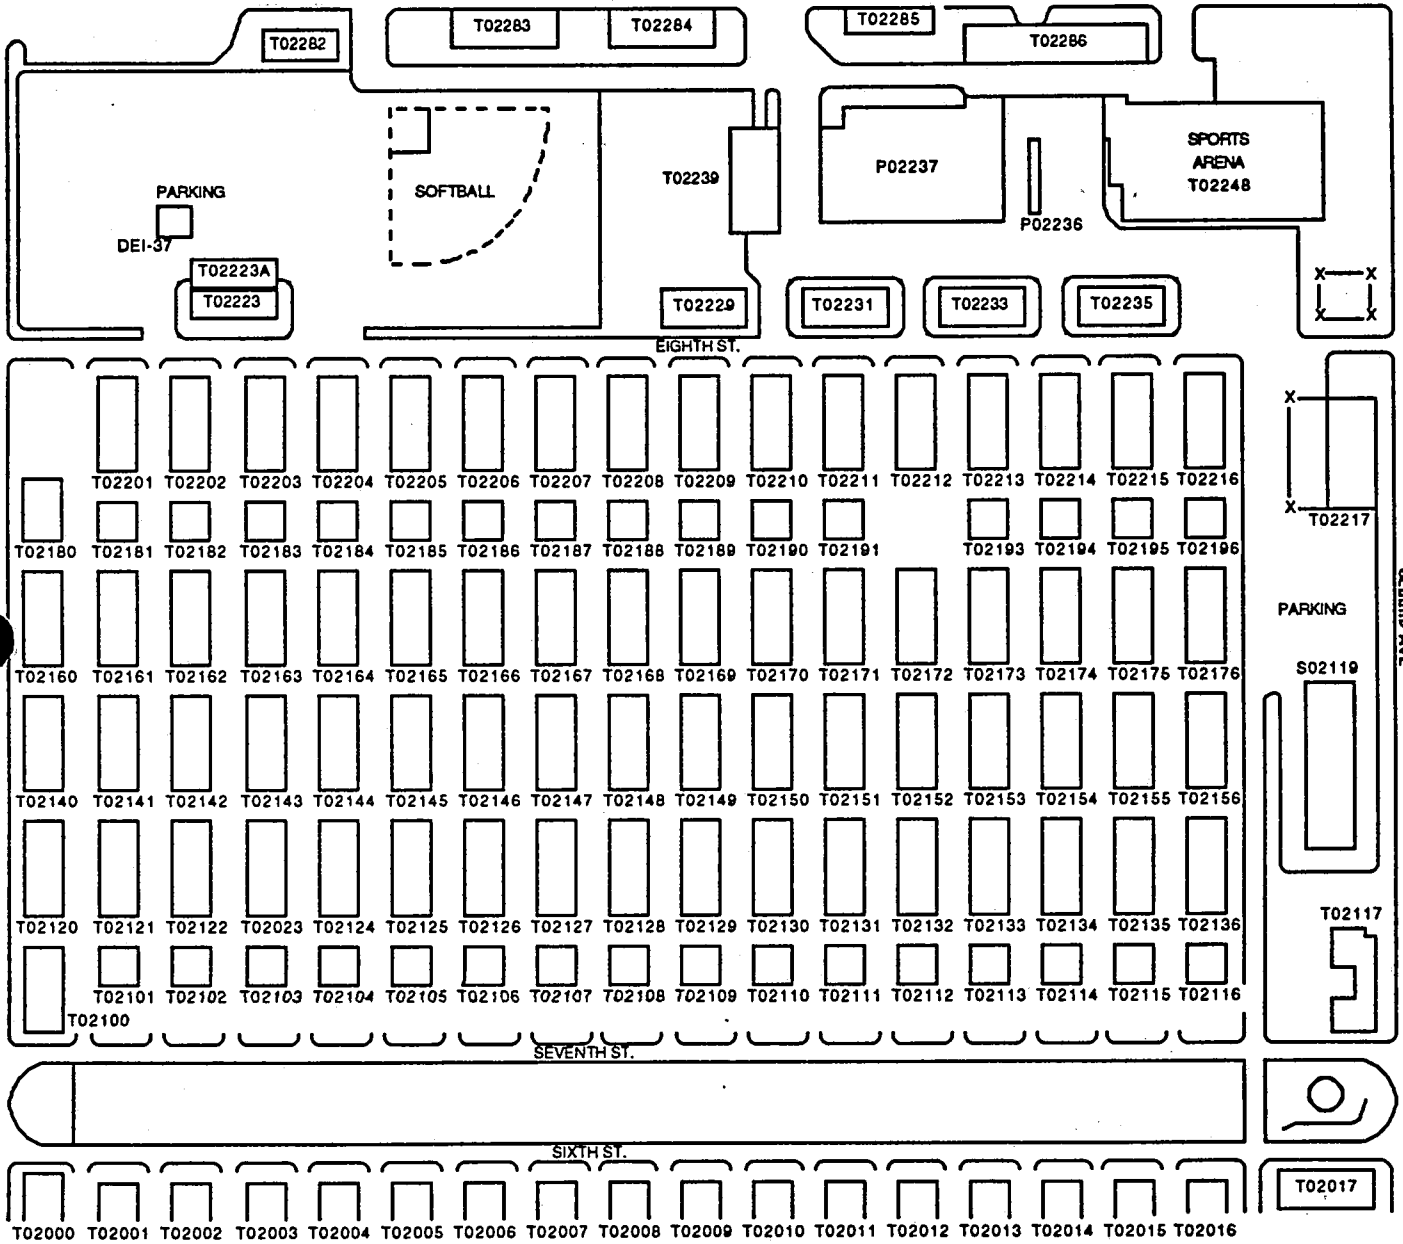 T02283 T02284 T02285
T02282 T02286
SPORTS
ARENA
T02248
P02237
T02239
PARKING SOFTBALL
P02236
DEI-37
T02223A
T02223 T02229 T02231 T02233 T02235
X X
X X
EIGHTH ST.
X
T02201 T02202 T02203 T02204 T02205 T02206 T02207 T02208 T02209 T02210 T02211 T02212 T02213 T02214 T02215 T02216
X
T02217
T02180 T02181 T02182 T02183 T02184 T02185 T02186 T02187 T02188 T02189 T02190 T02191 T02193 T02194 T02195 T02196
PARKING
S02119
T02160 T02161 T02162 T02163 T02164 T02165 T02166 T02167 T02168 T02169 T02170 T02171 T02172 T02173 T02174 T02175 T02176
T02140 T02141 T02142 T02143 T02144 T02145 T02146 T02147 T02148 T02149 T02150 T02151 T02152 T02153 T02154 T02155 T02156
T02117
T02120 T02121 T02122 T02023 T02124 T02125 T02126 T02127 T02128 T02129 T02130 T02131 T02132 T02133 T02134 T02135 T02136
T02101 T02102 T02103 T02104 T02105 T02106 T02107 T02108 T02109 T02110 T02111 T02112 T02113 T02114 T02115 T02116
T02100
SEVENTH ST.
SIXTH ST.
T02017
T02000 T02001 T02002 T02003 T02004 T02005 T02006 T02007 T02008 T02009 T02010 T02011 T02012 T02013 T02014 T02015 T02016